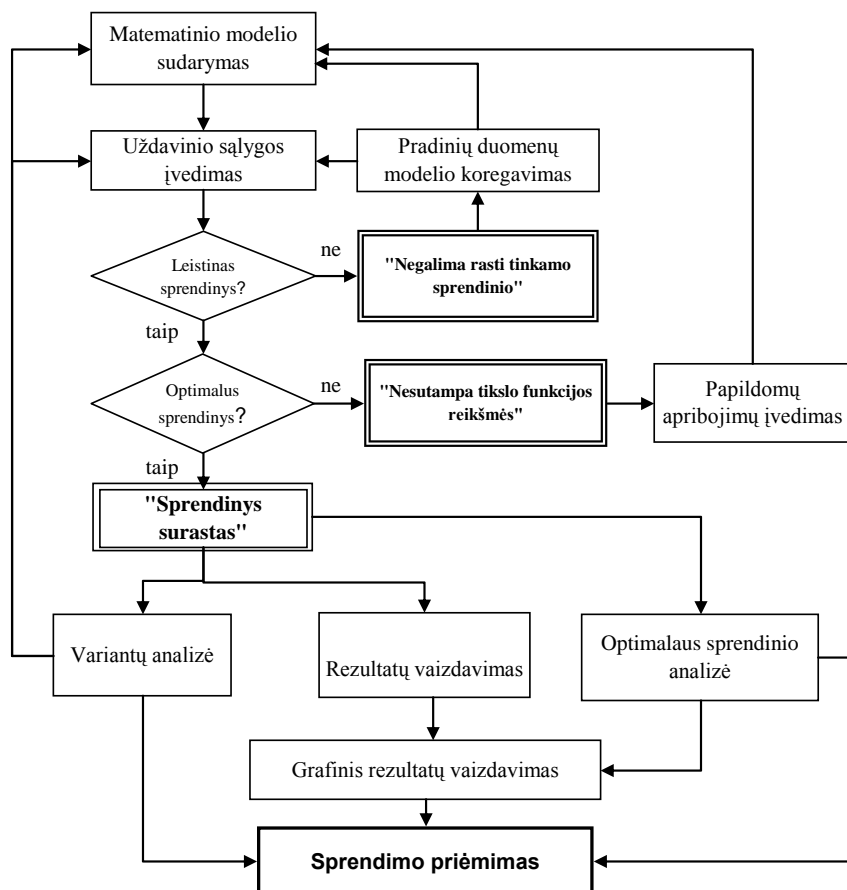 Matematinio modelio
sudarymas
Uždavinio sąlygos
įvedimas
Pradinių duomenų
modelio koregavimas
Leistinas
sprendinys?
ne
"Negalima rasti tinkamo
sprendinio"
taip
Optimalus
sprendinys?
ne
"Nesutampa tikslo funkcijos
reikšmės"
Papildomų
apribojimų įvedimas
taip
"Sprendinys
surastas"
Variantų analizė
Rezultatų vaizdavimas
Optimalaus sprendinio
analizė
Grafinis rezultatų vaizdavimas
Sprendimo priėmimas